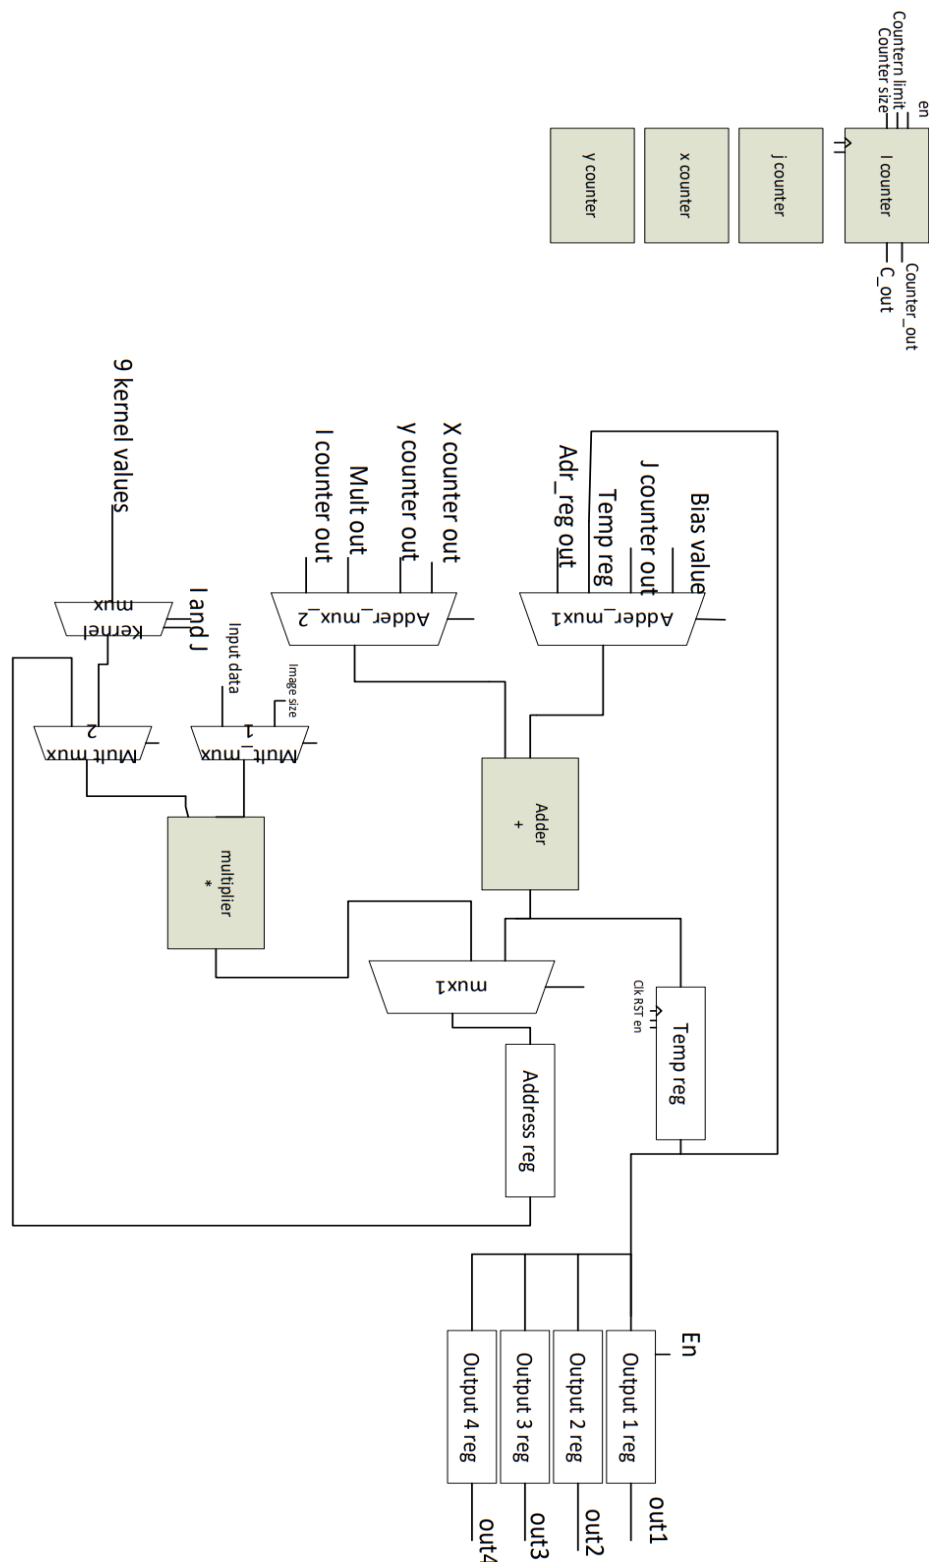 en
Countern limit
Counter size
I counter
Counter_out
C_out
j counter
x counter
y counter
Bias value
J counter out
Temp reg
Adr_reg out
Adder_mux1
X counter out
y counter out
Mult out
I counter out
Adder_mux_2
9 kernel values
I and J
Kernel
mux
Input data
Image size
Mult_mux
1
Mult mux
2
Adder
+
multiplier
*
mux1
Clk RST en
Temp reg
Address reg
En
Output 1 reg
Output 2 reg
Output 3 reg
Output 4 reg
out1
out2
out3
out4